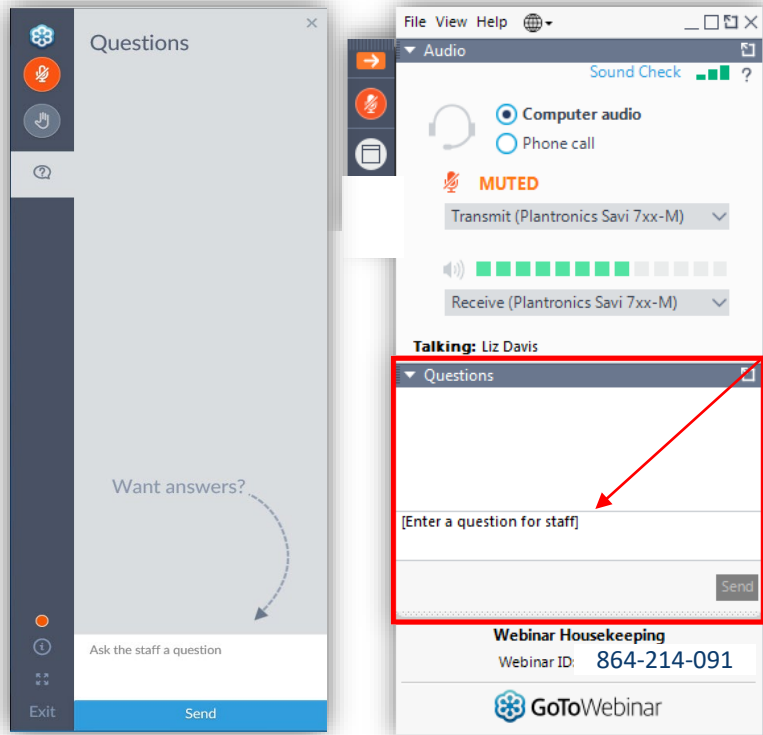 Questions
Want answers?
Ask the staff a question
Exit
Send
File View Help
Audio
Sound Check ?
Computer audio
Phone call
MUTED
Transmit (Plantronics Savi 7xx-M)
Receive (Plantronics Savi 7xx-M)
Talking: Liz Davis
Questions
[Enter a question for staff]
Send
Webinar Housekeeping
Webinar ID: 864-214-091
GoToWebinar